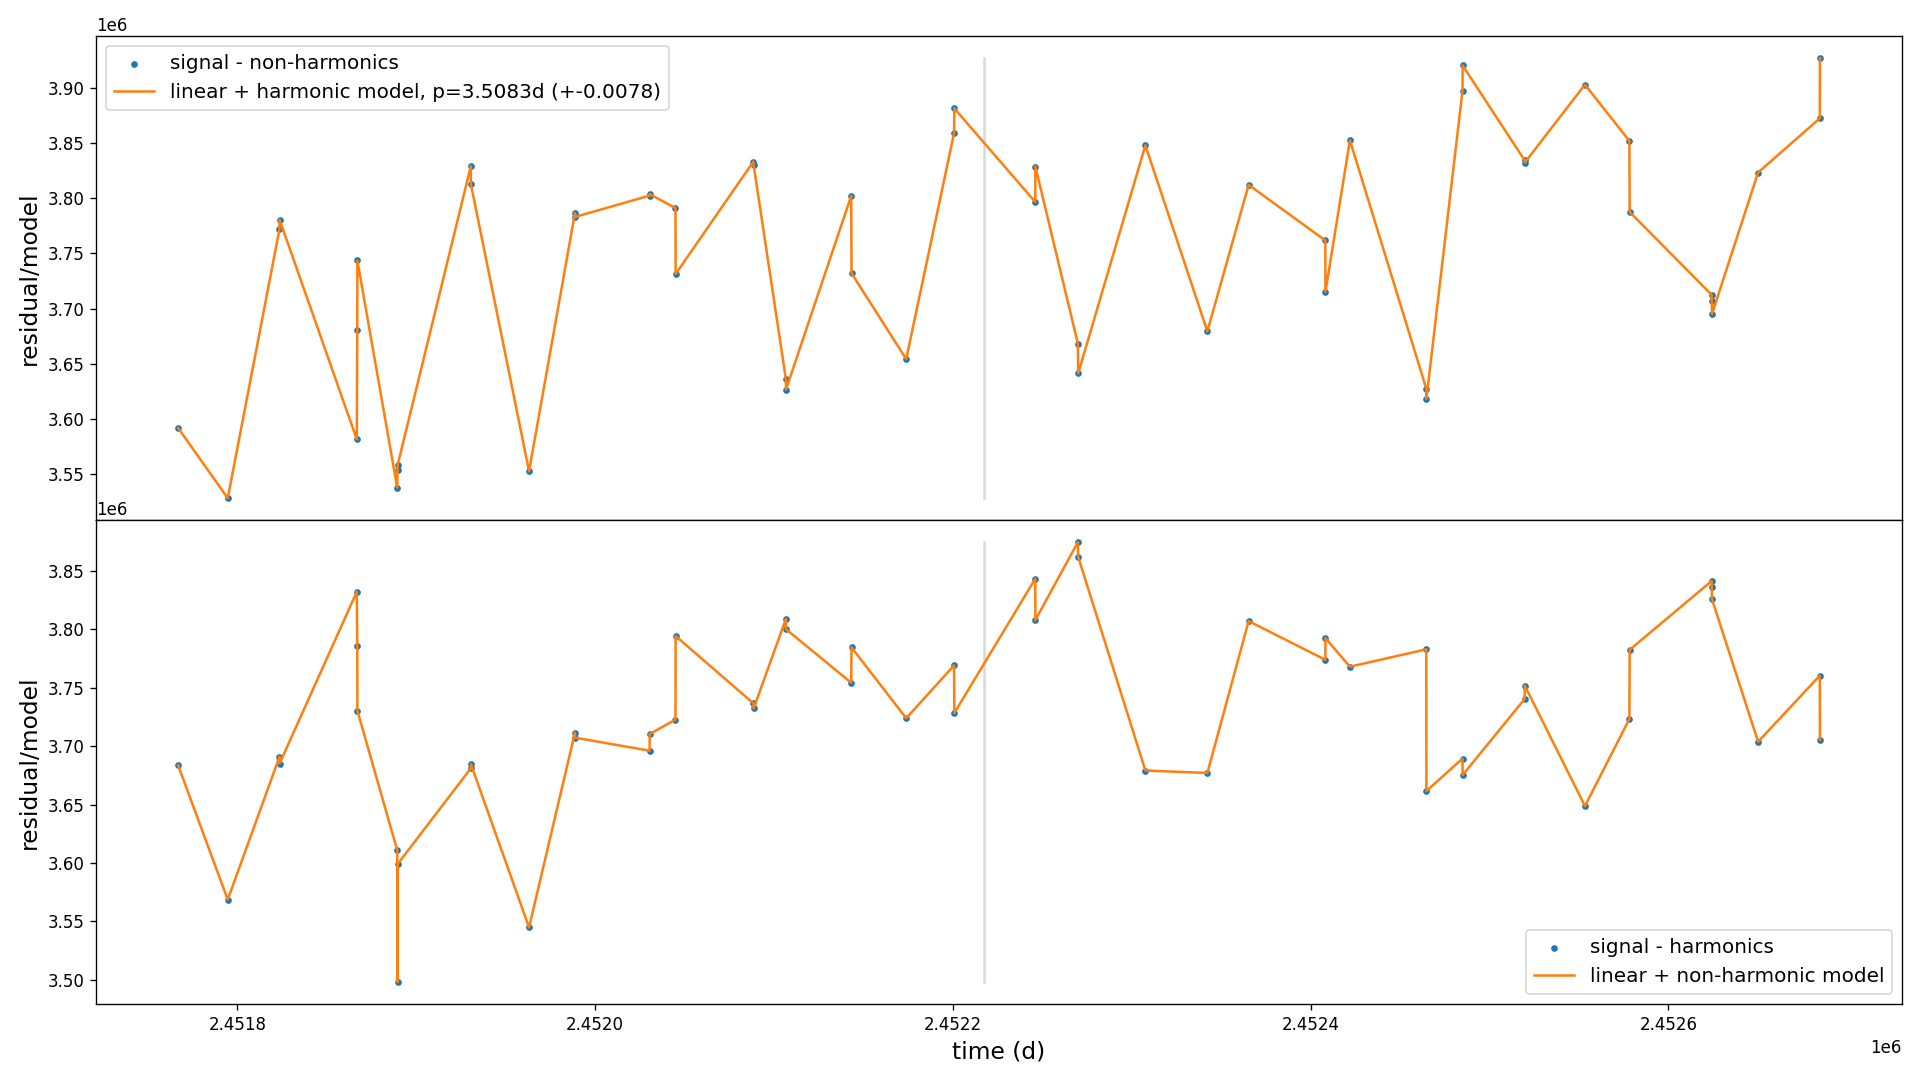 1e6
signal - non-harmonics
linear + harmonic model, p=3.5083d (+-0.0078)
3.90
3.85
3.80
3.75
3.70
3.65
3.60
3.55
residual/model
1e6
3.85
3.80
3.75
3.70
3.65
3.60
3.55
3.50
residual/model
signal - harmonics
linear + non-harmonic model
2.4518
2.4520
2.4522
2.4524
2.4526
time (d)
1e6